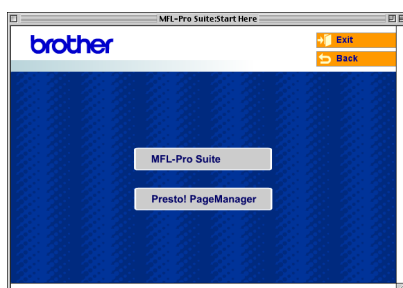 MFL-Pro Suite:Start Here
brother
Exit
Back
MFL-Pro Suite
Presto! PageManager